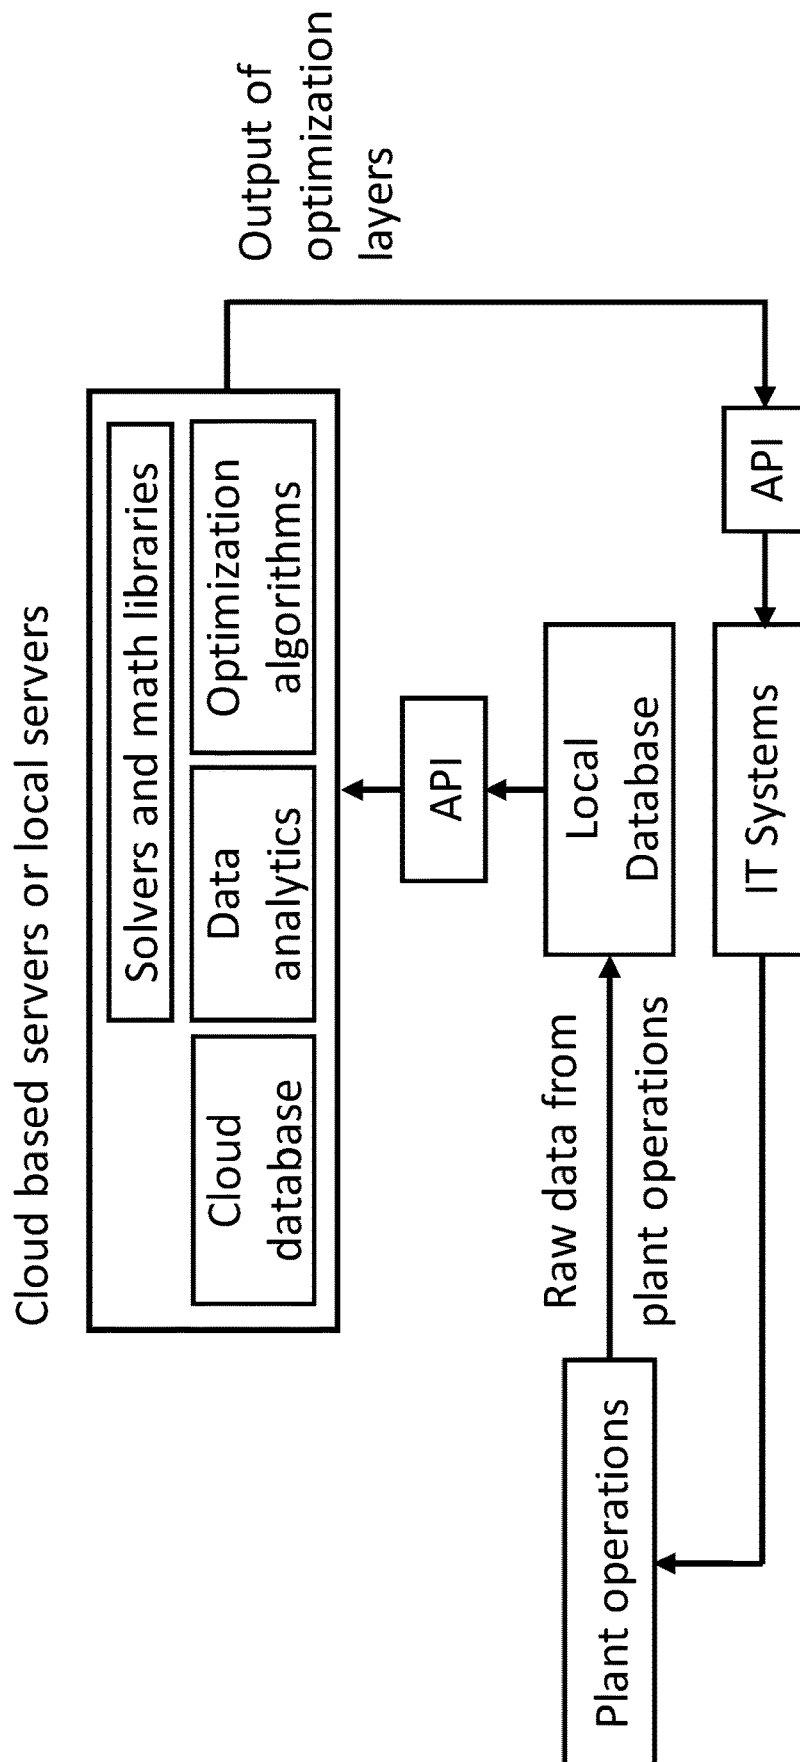 Cloud based servers or local servers
Solvers and math libraries
Cloud
database
Data
analytics
Optimization
algorithms
Output of
optimization
layers
API
Plant operations
Raw data from
plant operations
Local
Database
IT Systems
API